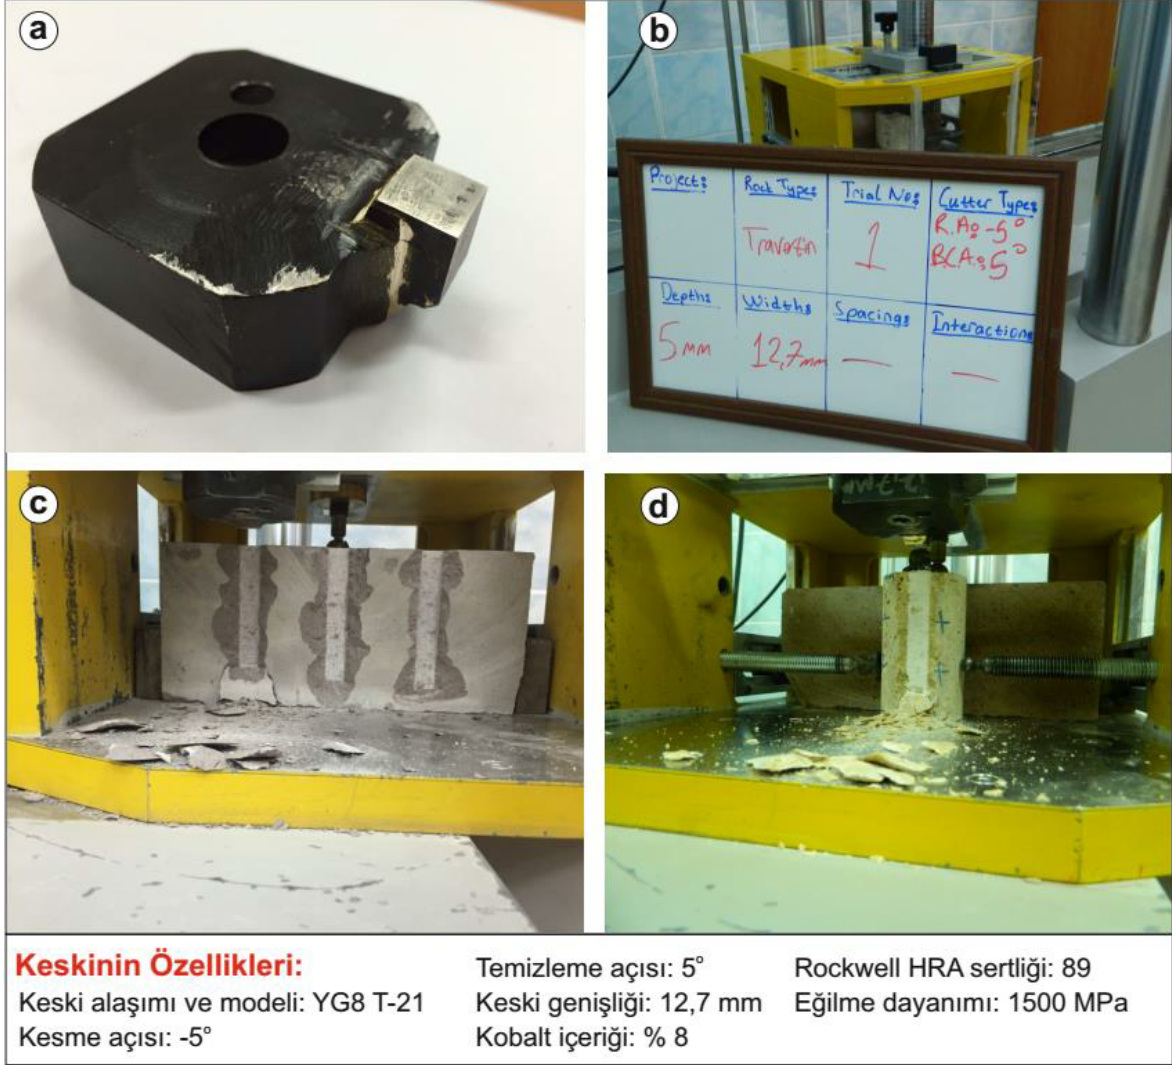 a
b
Project:
Rock Type:
Travertin
Trial No:
1
Cutter Type:
R.A: -5°
B.C.A: 5°
Depth:
5mm
Width:
12,7mm
Spacing:
—
Interaction:
—
c
d
Keskinin Özellikleri:
Keski alaşımı ve modeli: YG8 T-21
Kesme açısı: -5°
Temizleme açısı: 5°
Keski genişliği: 12,7 mm
Kobalt içeriği: % 8
Rockwell HRA sertliği: 89
Eğilme dayanımı: 1500 MPa